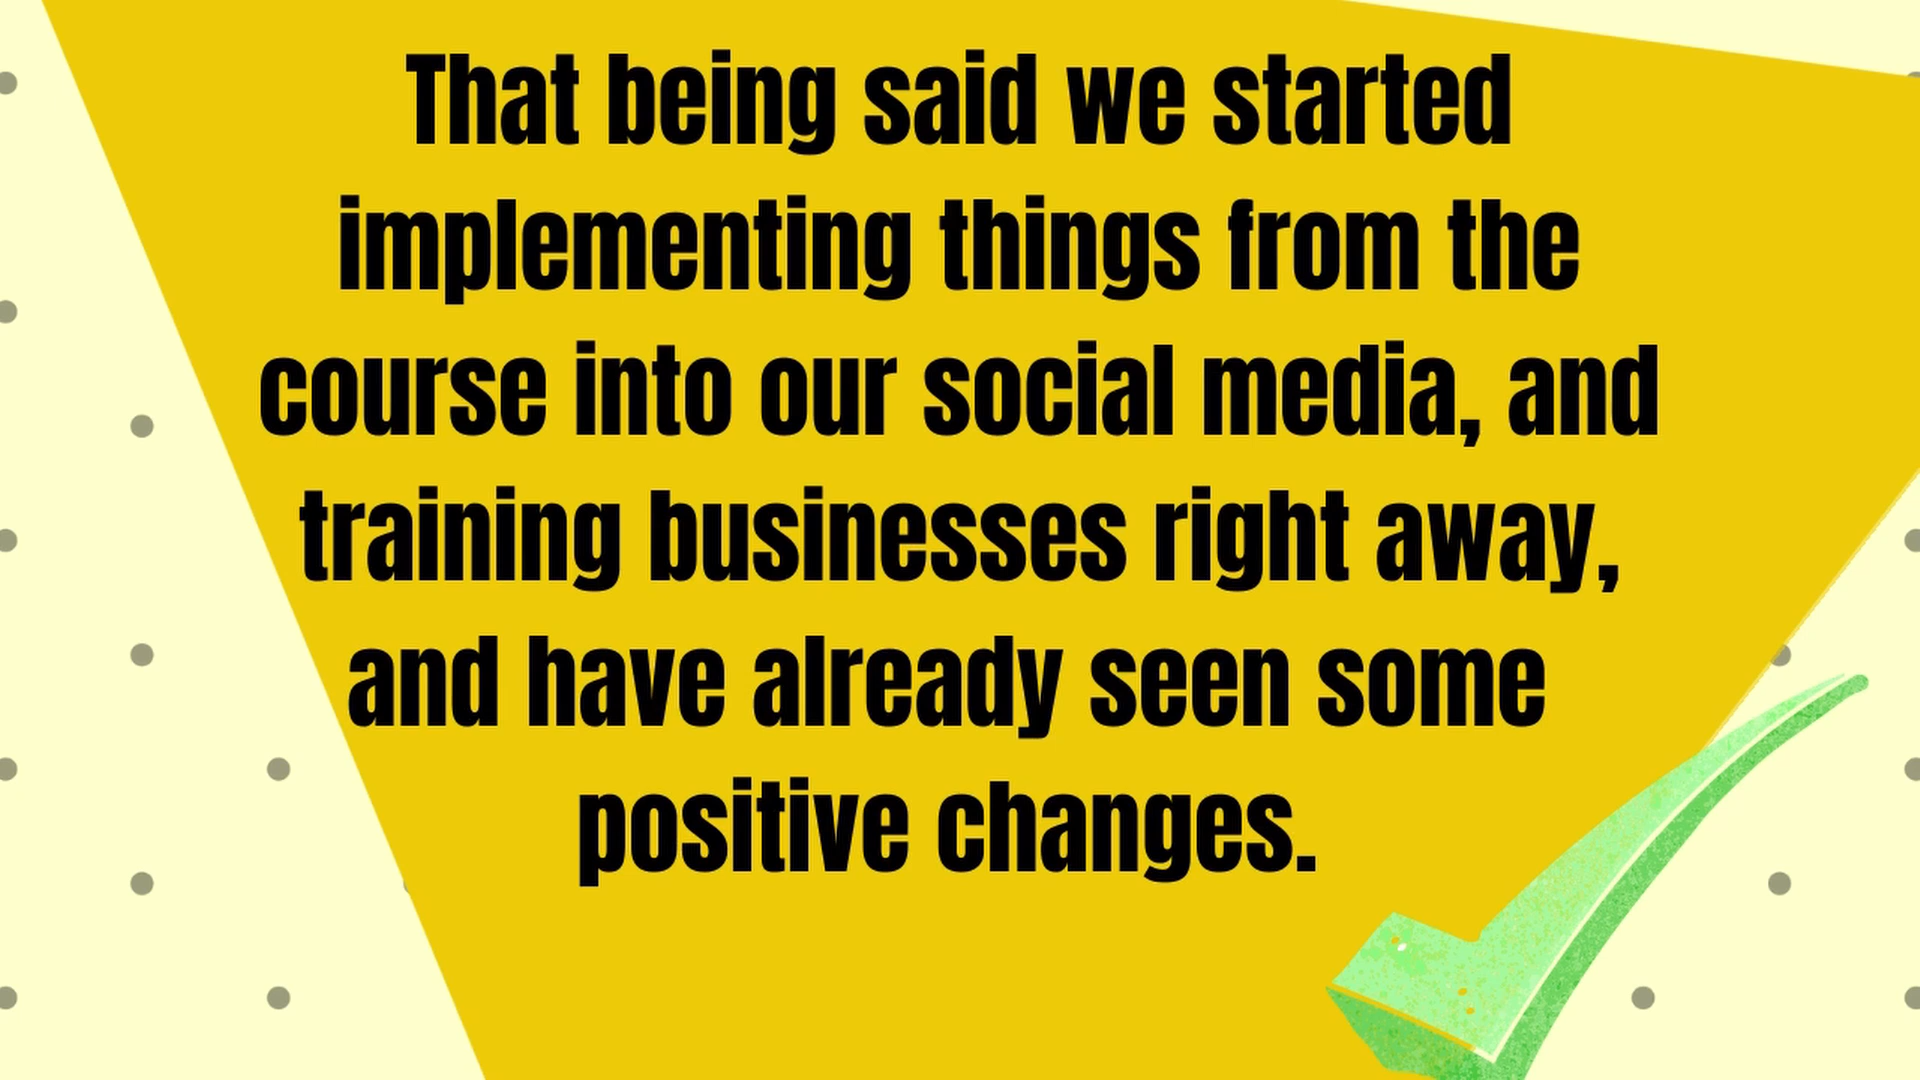 That being said we started
implementing things from the
course into our social media, and
training businesses right away,
and have already seen some
positive changes.